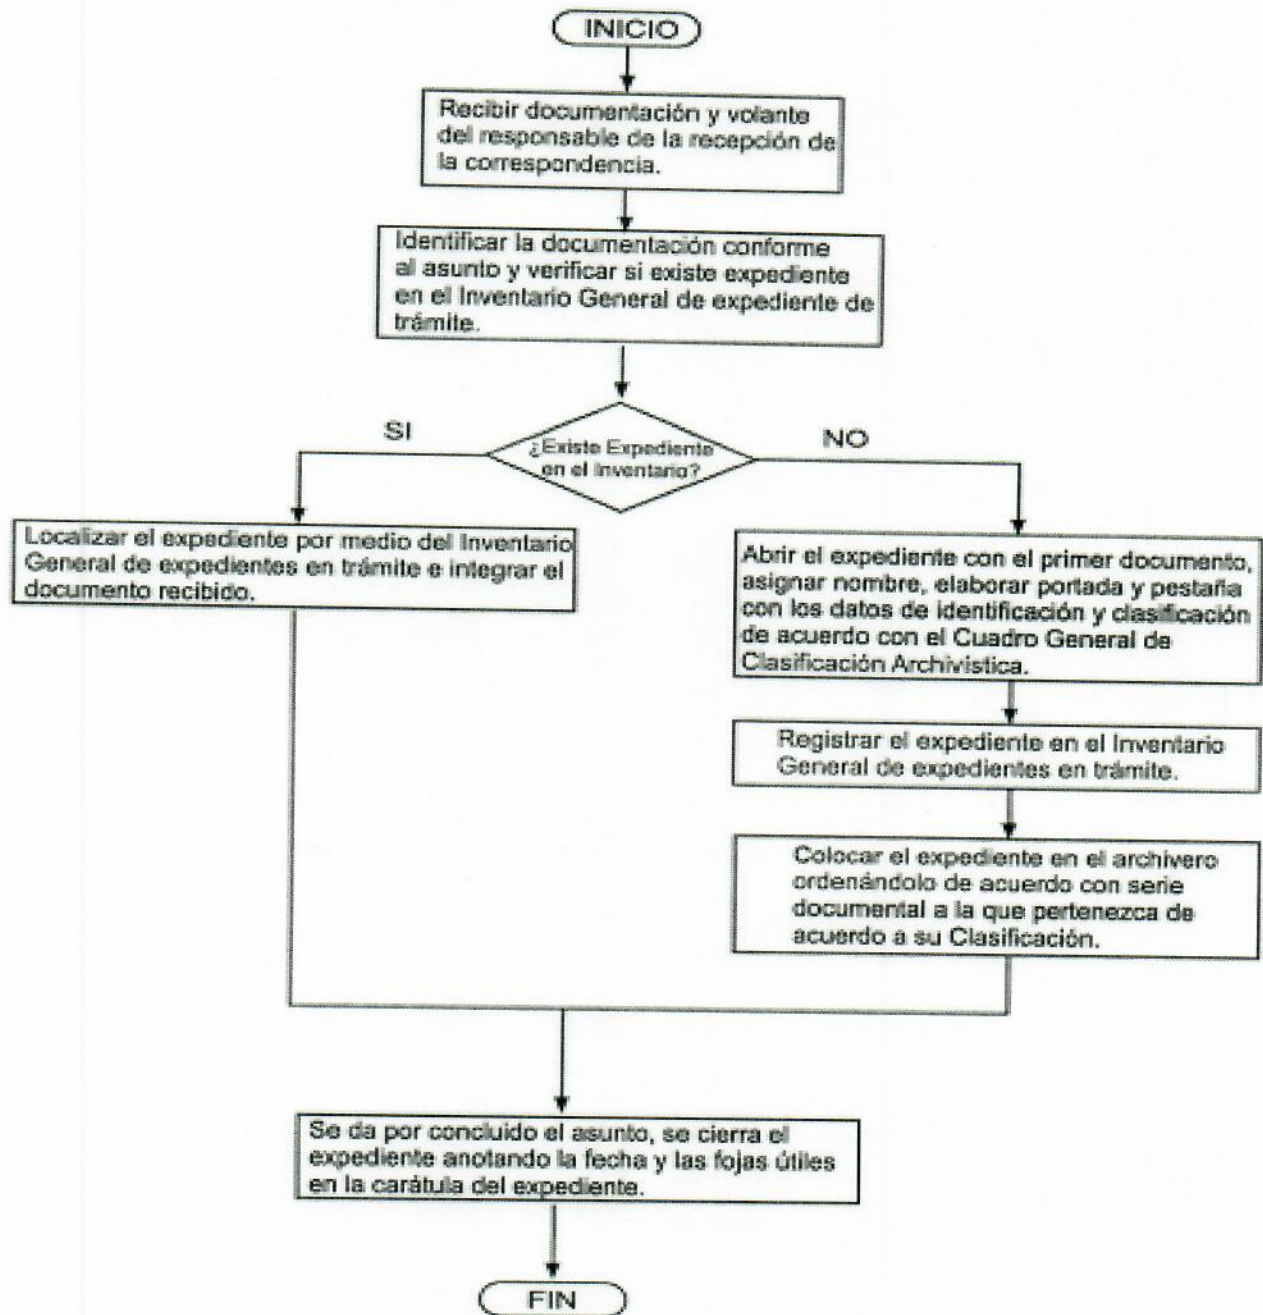 INICIO
Recibir documentación y volante
del responsable de la recepción de
la correspondencia.
Identificar la documentación conforme
al asunto y verificar si existe expediente
en el Inventario General de expediente de
trámite.
SI
¿Existe Expediente
en el Inventario?
NO
Localizar el expediente por medio del Inventario
General de expedientes en trámite e integrar el
documento recibido.
Abrir el expediente con el primer documento,
asignar nombre, elaborar portada y pestaña
con los datos de identificación y clasificación
de acuerdo con el Cuadro General de
Clasificación Archivistica.
Registrar el expediente en el Inventario
General de expedientes en trámite.
Colocar el expediente en el archivero
ordenándolo de acuerdo con serie
documental a la que pertenezca de
acuerdo a su Clasificación.
Se da por concluido el asunto, se cierra el
expediente anotando la fecha y las fojas útiles
en la carátula del expediente.
FIN